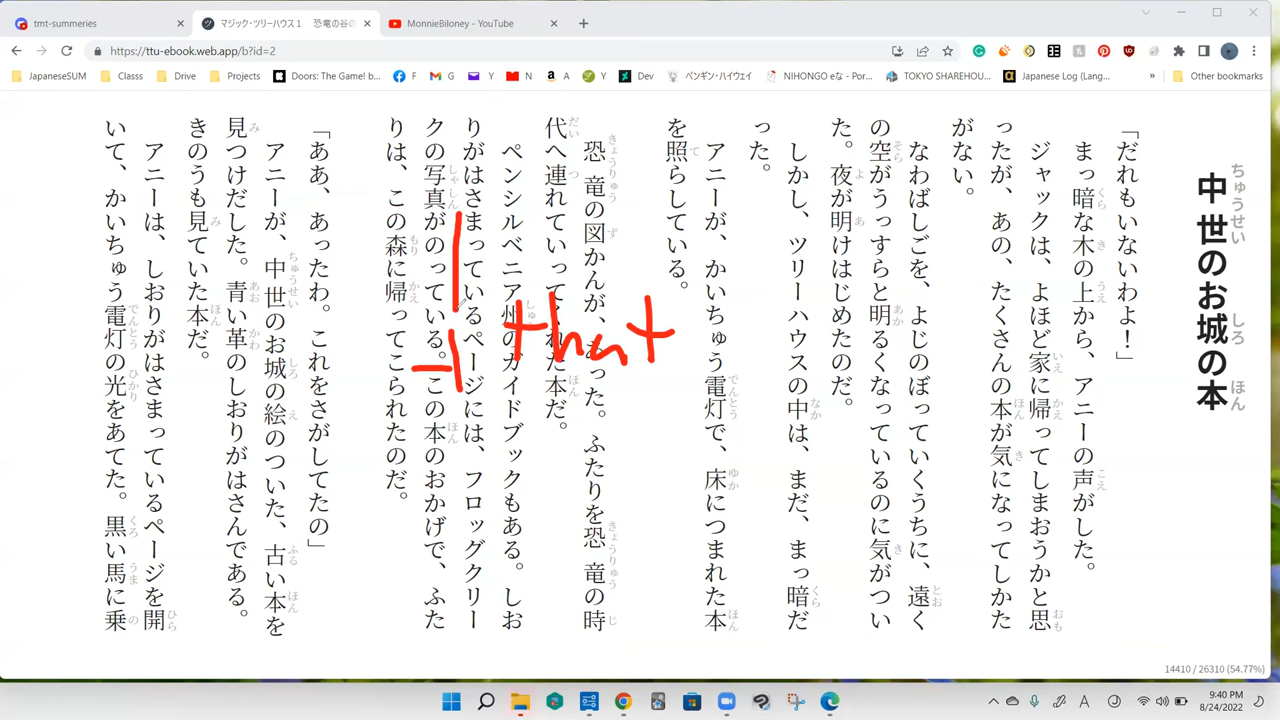 tmt-summeries
マジック・ツリーハウス１　恐竜の谷の
MonnieBiloney - YouTube
https://ttu-ebook.web.app/b?id=2
JapaneseSUM
Classs
Drive
Projects
Doors: The Game! b...
F
G
Y
N
A
Y
Dev
ペンギン・ハイウェイ
NIHONGO eな - Por...
TOKYO SHAREHOU...
Japanese Log (Lang...
»
Other bookmarks
中世のお城の本
「だれもいないわよ！」
まっ暗な木の上から、アニーの声がした。
ジャックは、よほど家に帰ってしまおうかと思
ったが、あの、たくさんの本が気になってしかた
がない。
なわばしごを、よじのぼっていくうちに、遠く
の空がうっすらと明るくなっているのに気がつい
た。夜が明けはじめたのだ。
しかし、ツリーハウスの中は、まだ、まっ暗だ
った。
アニーが、かいちゅう電灯で、床につまれた本
を照らしている。
恐竜の図かんが、あった。ふたりを恐竜の時
代へ連れていってくれた本だ。
ペンシルベニア州のガイドブックもある。しお
りがはさまっているページには、フロッグクリー
クの写真がのっている。この本のおかげで、ふた
りは、この森に帰ってこられたのだ。
「ああ、あったわ。これをさがしてたの」
アニーが、中世のお城の絵のついた、古い本を
見つけだした。青い革のしおりがはさんである。
きのうも見ていた本だ。
アニーは、しおりがはさまっているページを開
いて、かいちゅう電灯の光をあてた。黒い馬に乗
that
14410 / 26310 (54.77%)
9:40 PM
8/24/2022